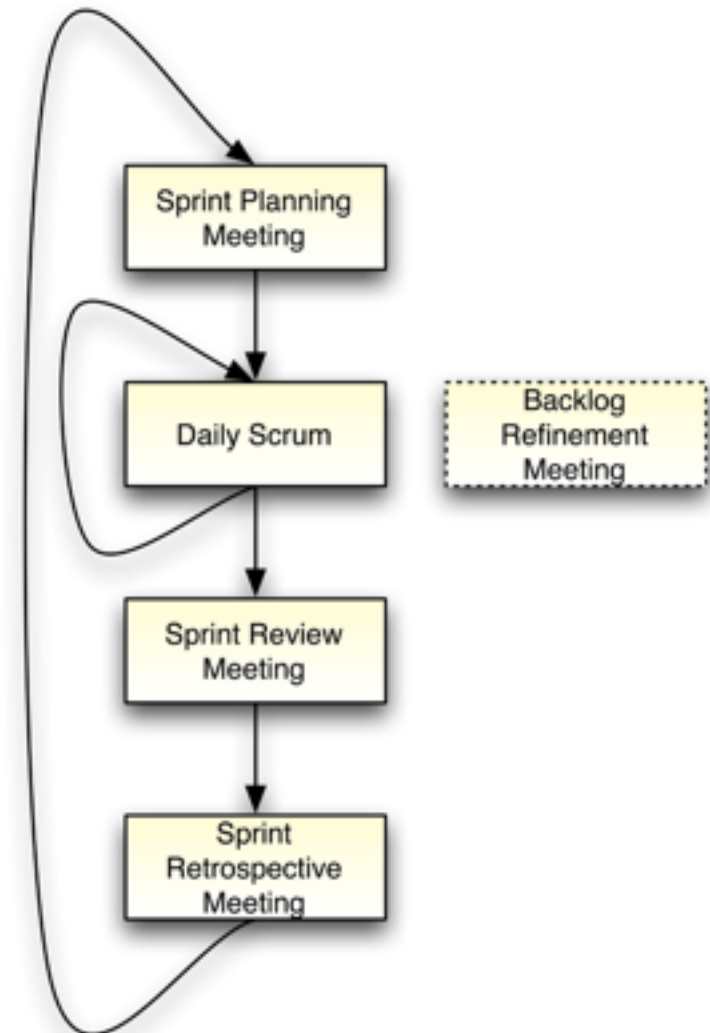 Sprint Planning
Meeting
Daily Scrum
Backlog
Refinement
Meeting
Sprint Review
Meeting
Sprint
Retrospective
Meeting